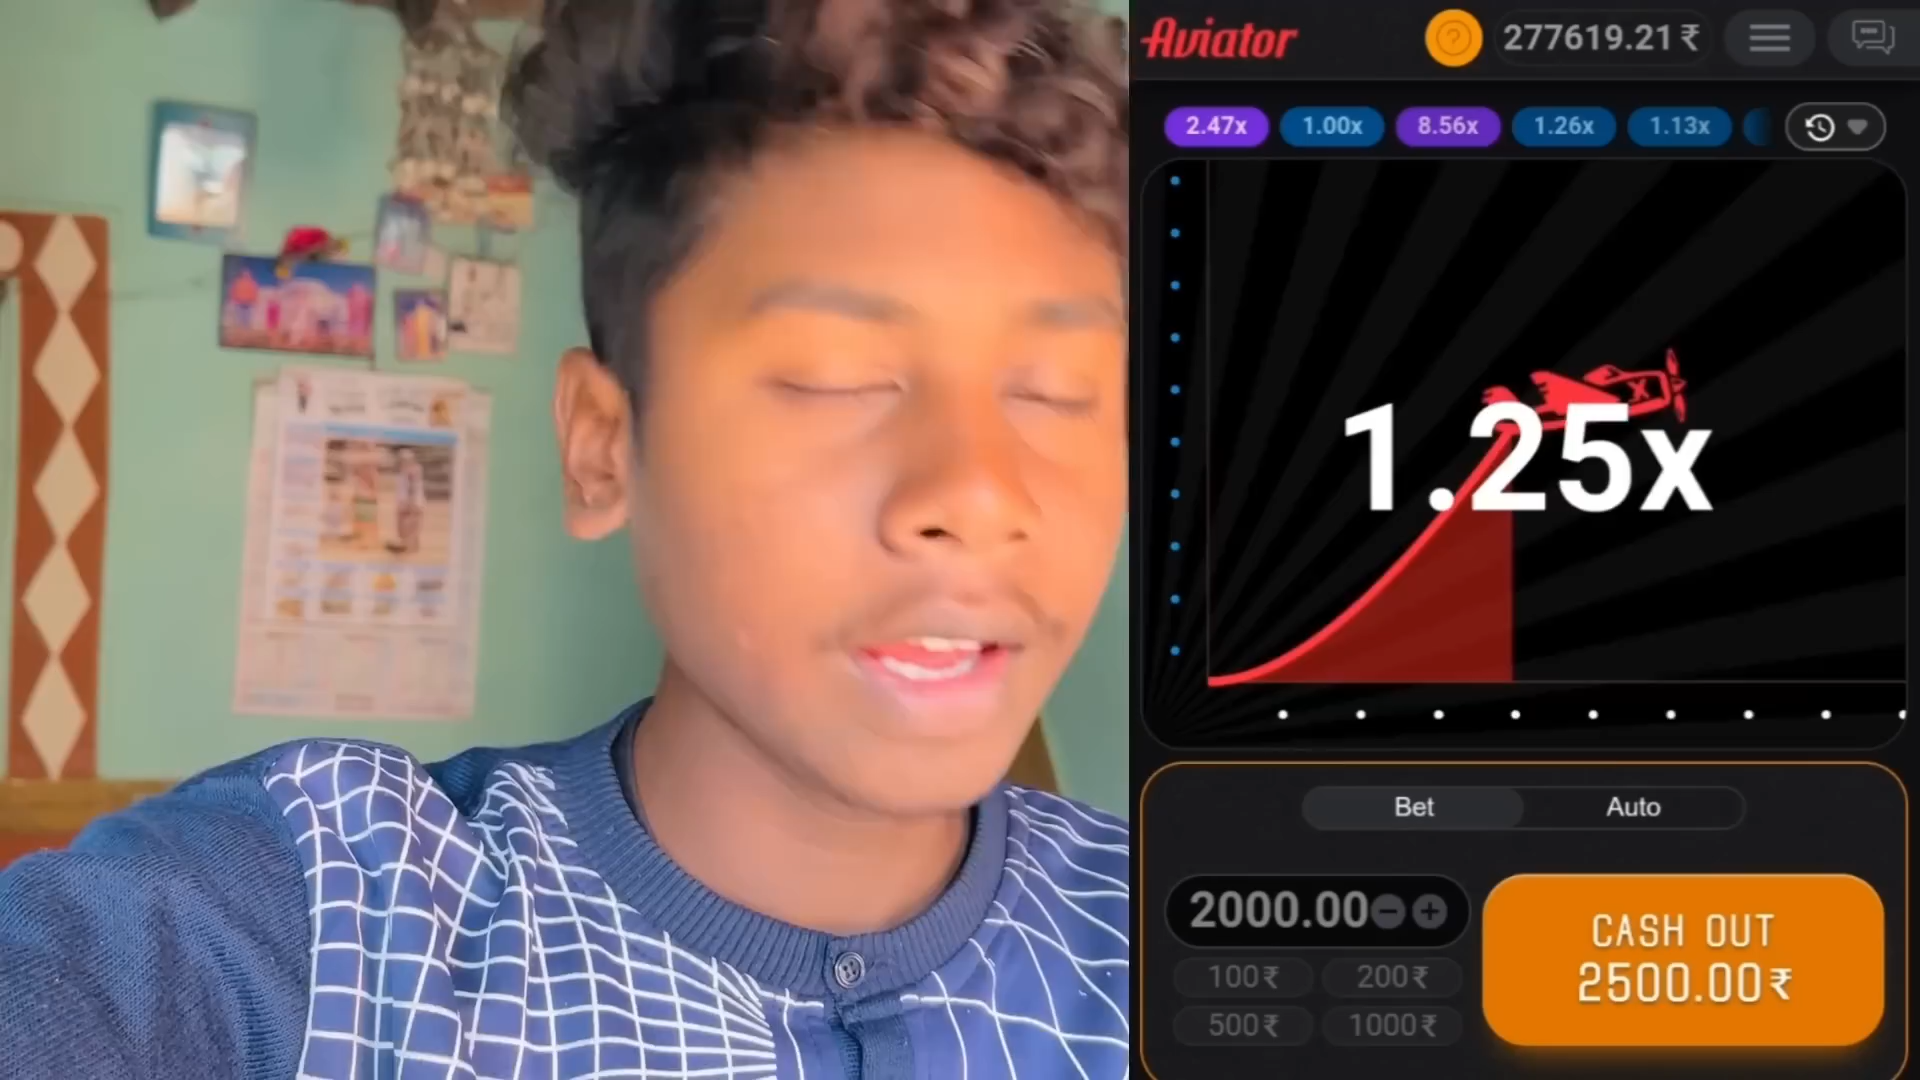 Aviator
277619.21 ₹
2.47x 1.00x 8.56x 1.26x 1.13x
1.25x
Bet Auto
2000.00
CASH OUT
2500.00 ₹
100 ₹ 200 ₹
500 ₹ 1000 ₹